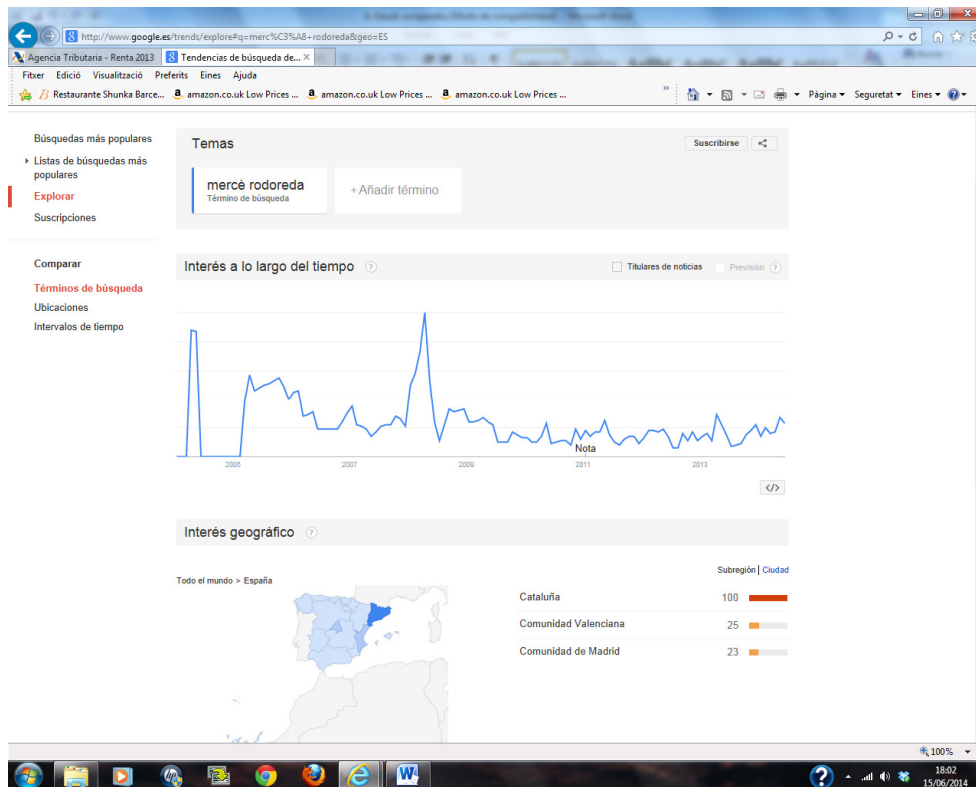 http://www.google.es/trends/explore#q=merc%C3%A8+rodoreda&geo=ES
Agencia Tributaria - Renta 2013
Tendencias de búsqueda de...
Fitxer Edició Visualització Preferits Eines Ajuda
Restaurante Shunka Barce... amazon.co.uk Low Prices ... amazon.co.uk Low Prices ... amazon.co.uk Low Prices ... » Pàgina Seguretat Eines
Búsquedas más populares
Listas de búsquedas más
populares
Explorar
Suscripciones
Comparar
Términos de búsqueda
Ubicaciones
Intervalos de tiempo
Temas
Suscribirse
mercè rodoreda
Término de búsqueda
+Añadir término
Interés a lo largo del tiempo ?
Titulares de noticias
Previsión ?
Nota
2005 2007 2009 2011 2013
</>
Interés geográfico ?
Subregión | Ciudad
Todo el mundo > España
Cataluña 100
Comunidad Valenciana 25
Comunidad de Madrid 23
100%
18:02
15/06/2014